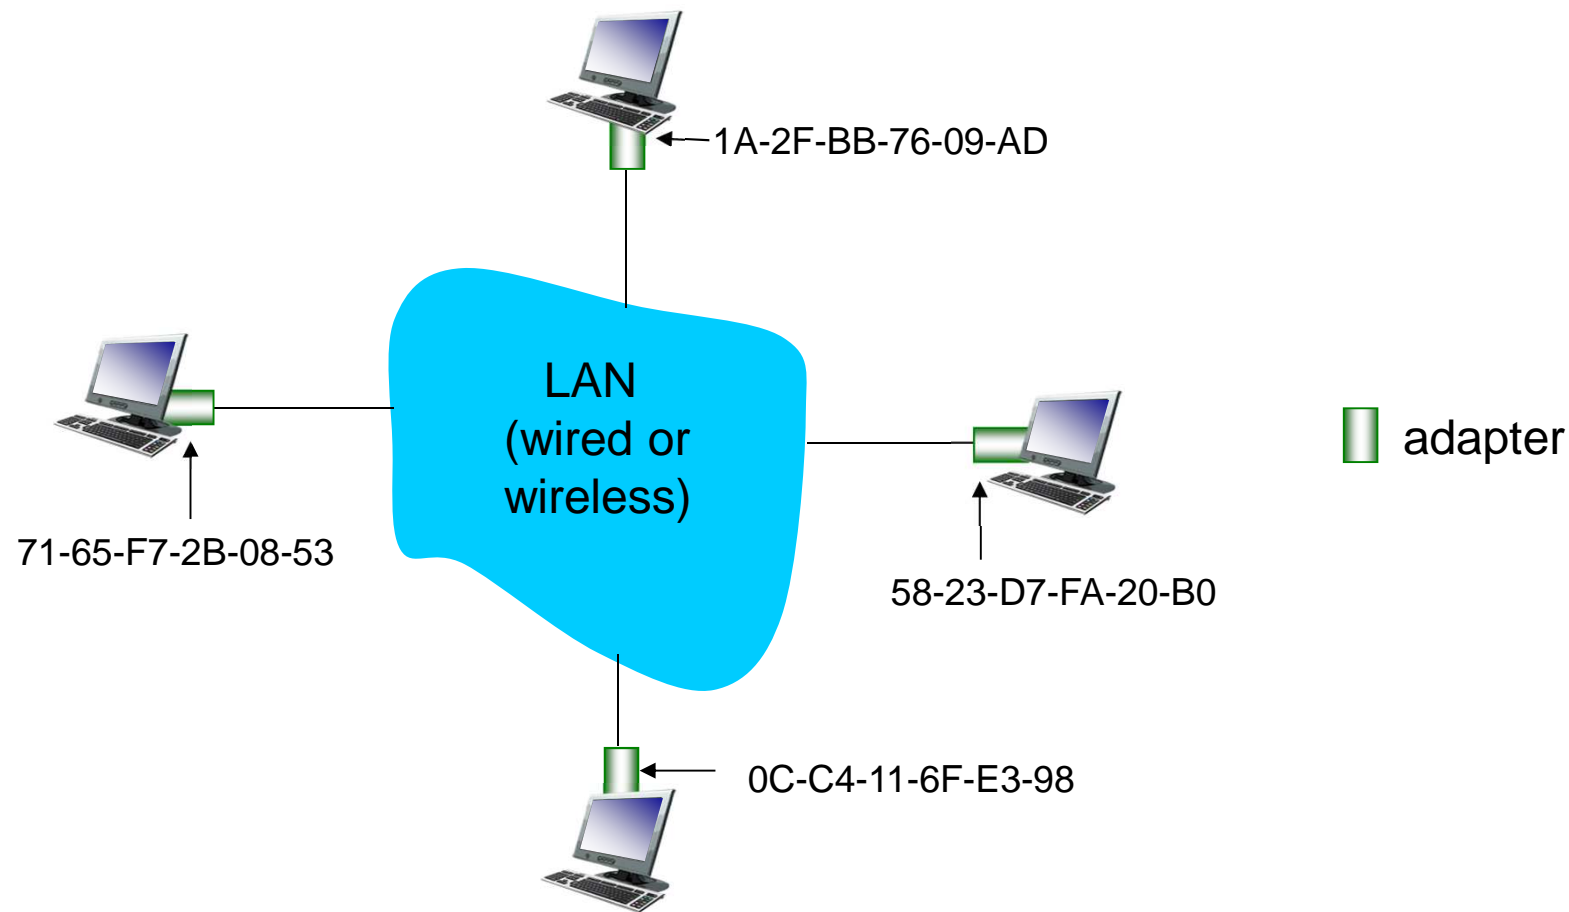 1A-2F-BB-76-09-AD
LAN
(wired or
wireless)
adapter
71-65-F7-2B-08-53
58-23-D7-FA-20-B0
0C-C4-11-6F-E3-98